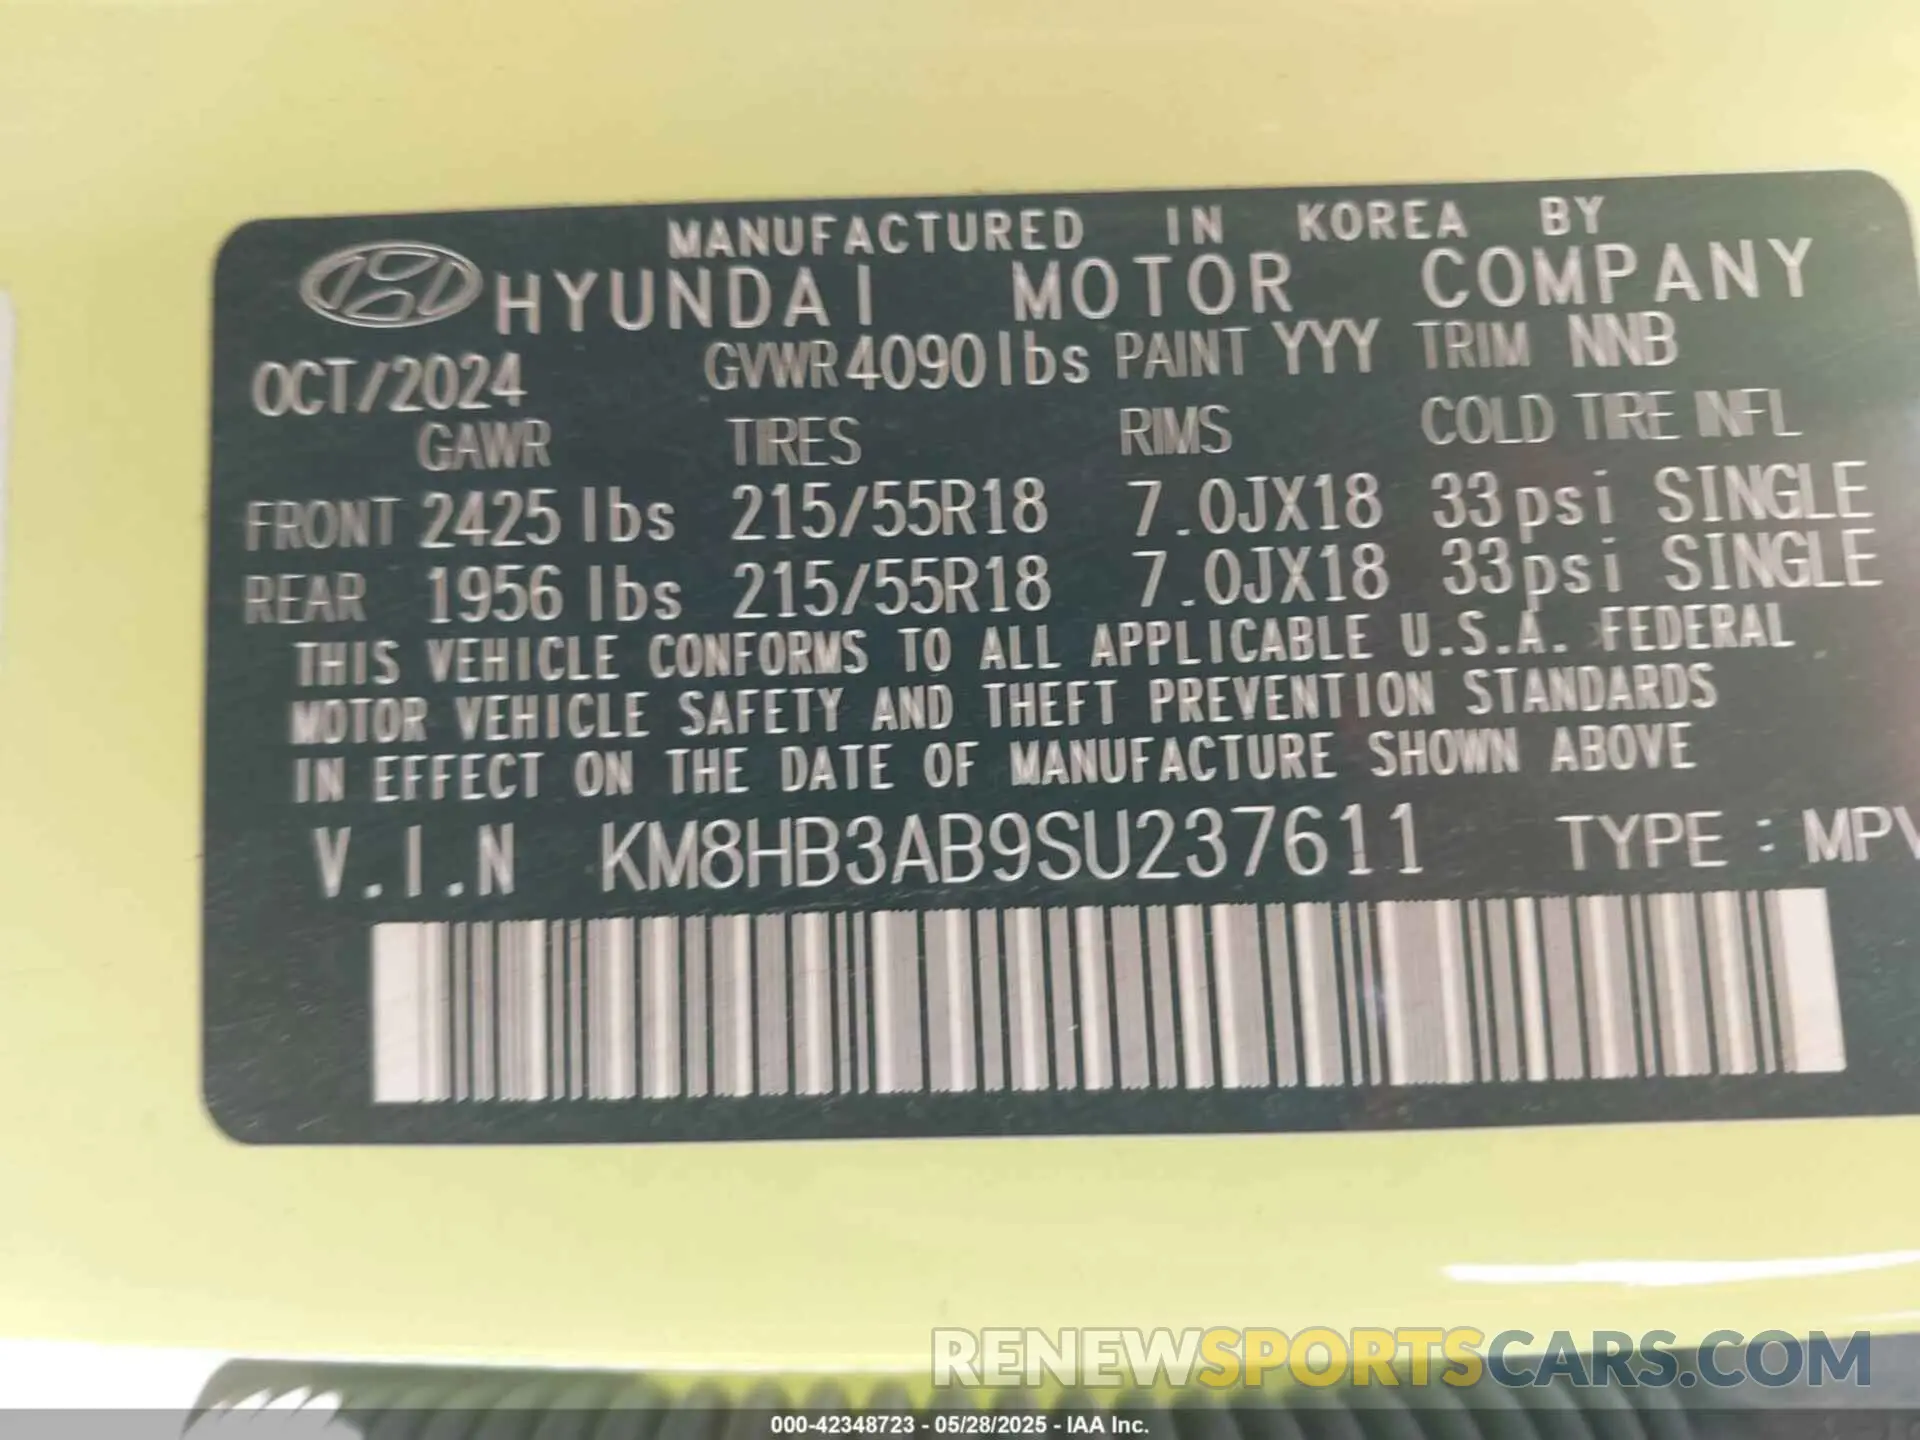 MANUFACTURED IN KOREA BY
HYUNDAI MOTOR COMPANY
OCT/2024 GVWR 4090 lbs PAINT YYY TRIM NNB
GAWR TIRES RIMS COLD TIRE INFL
FRONT 2425 lbs 215/55R18 7.0JX18 33psi SINGLE
REAR 1956 lbs 215/55R18 7.0JX18 33psi SINGLE
THIS VEHICLE CONFORMS TO ALL APPLICABLE U.S.A. FEDERAL
MOTOR VEHICLE SAFETY AND THEFT PREVENTION STANDARDS
IN EFFECT ON THE DATE OF MANUFACTURE SHOWN ABOVE
V.I.N KM8HB3AB9SU237611 TYPE : MPV
RENEWSPORTSCARS.COM
000-42348723 - 05/28/2025 - IAA Inc.